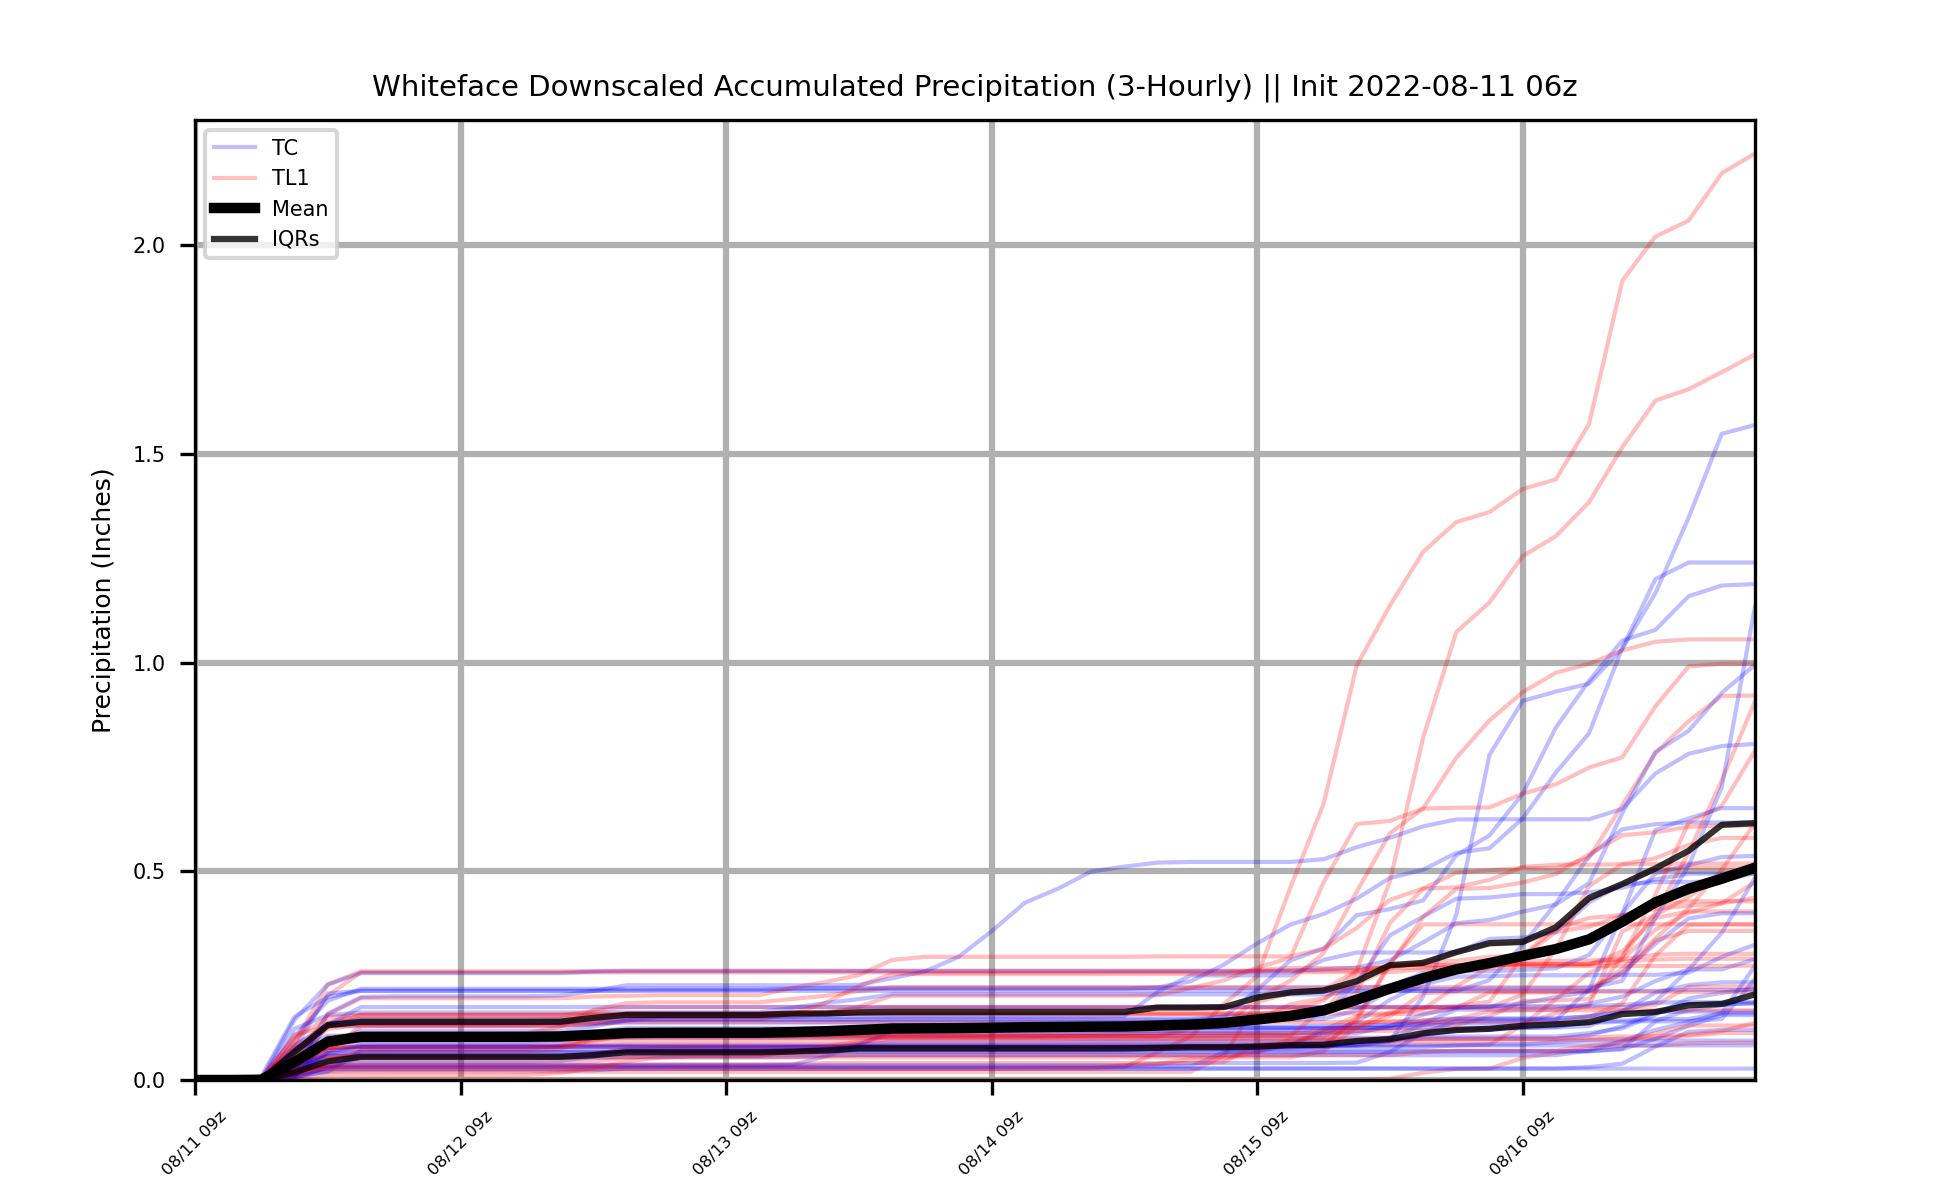 Whiteface Downscaled Accumulated Precipitation (3-Hourly) || Init 2022-08-11 06z
TC
TL1
Mean
IQRs
Precipitation (Inches)
2.0
1.5
1.0
0.5
0.0
08/11 09z
08/12 09z
08/13 09z
08/14 09z
08/15 09z
08/16 09z